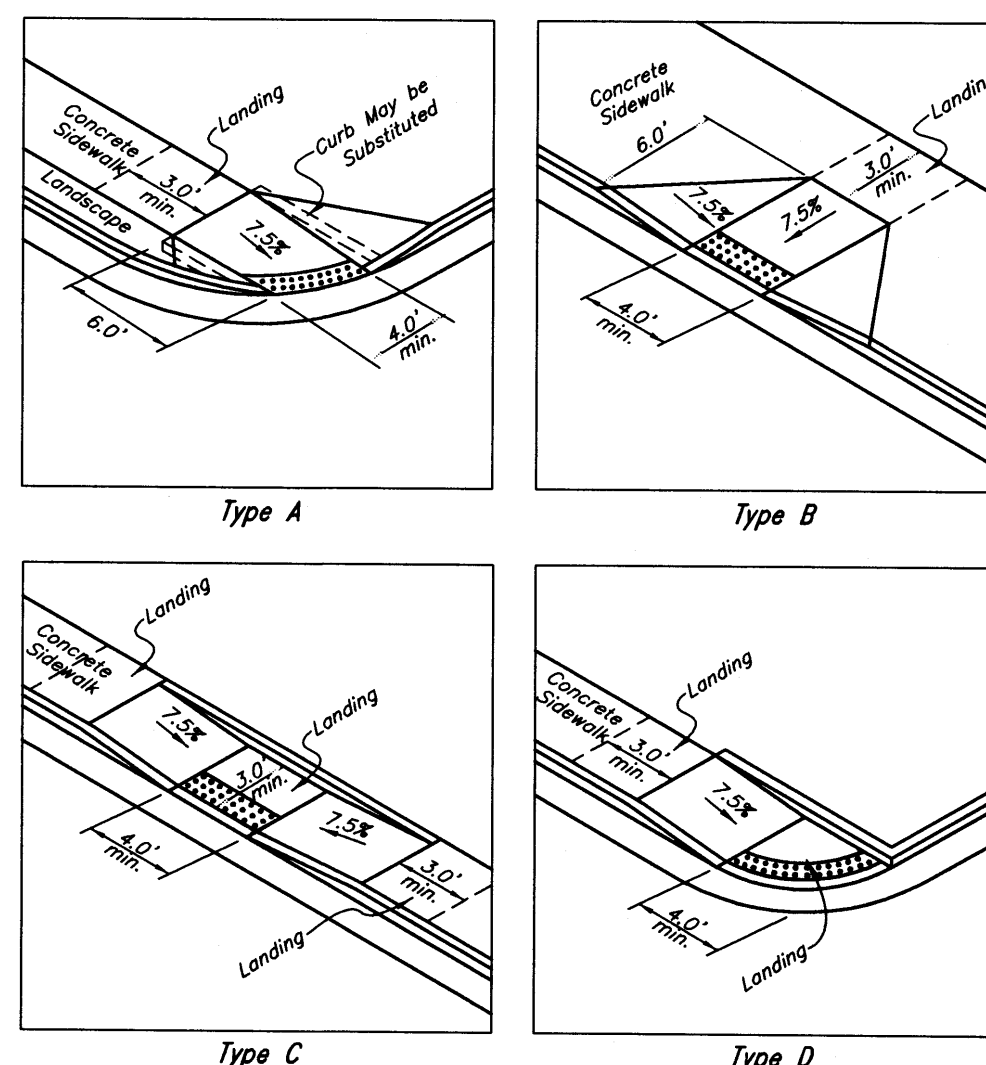 Concrete
Sidewalk
Landscape
3.0'
min.
Landing
Curb May be
Substituted
7.5%
6.0'
4.0'
min.
Type A
Concrete
Sidewalk
6.0'
7.5%
7.5%
3.0'
min.
Landin
4.0'
min.
Type B
Concrete
Sidewalk
Landing
7.5%
Landing
3.0'
min.
7.5%
4.0'
min.
3.0'
min.
Landing
Type C
Concrete
Sidewalk
3.0'
min.
Landing
7.5%
4.0'
min.
Landing
Type D